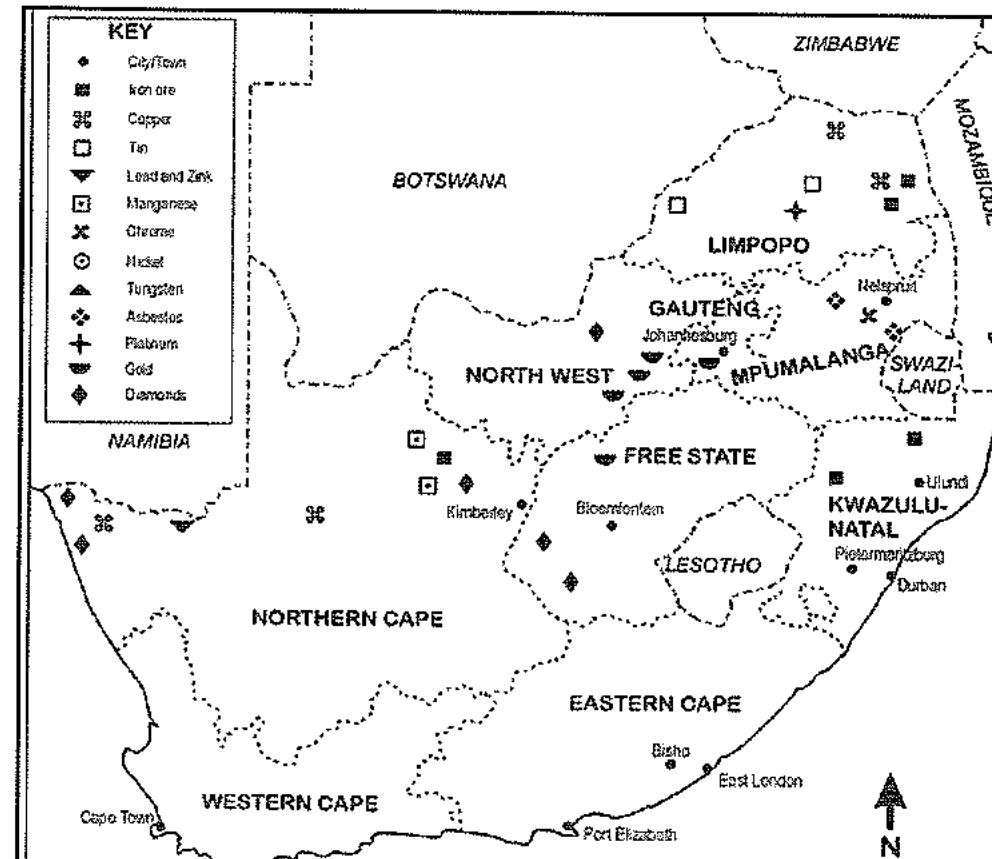 KEY
City/Town
Iron ore
Copper
Tin
Lead and Zink
Manganese
Chrome
Nickel
Tungsten
Asbestos
Platinum
Gold
Diamonds
ZIMBABWE
MOZAMBIQUE
BOTSWANA
LIMPOPO
Nelspruit
GAUTENG
Johannesburg
MPUMALANGA
SWAZI-
LAND
NORTH WEST
NAMIBIA
FREE STATE
Ulundi
Kimberley
Bloemfontein
KWAZULU-
NATAL
Pietermaritzburg
LESOTHO
Durban
NORTHERN CAPE
EASTERN CAPE
Bisho
East London
WESTERN CAPE
Cape Town
Port Elizabeth
N